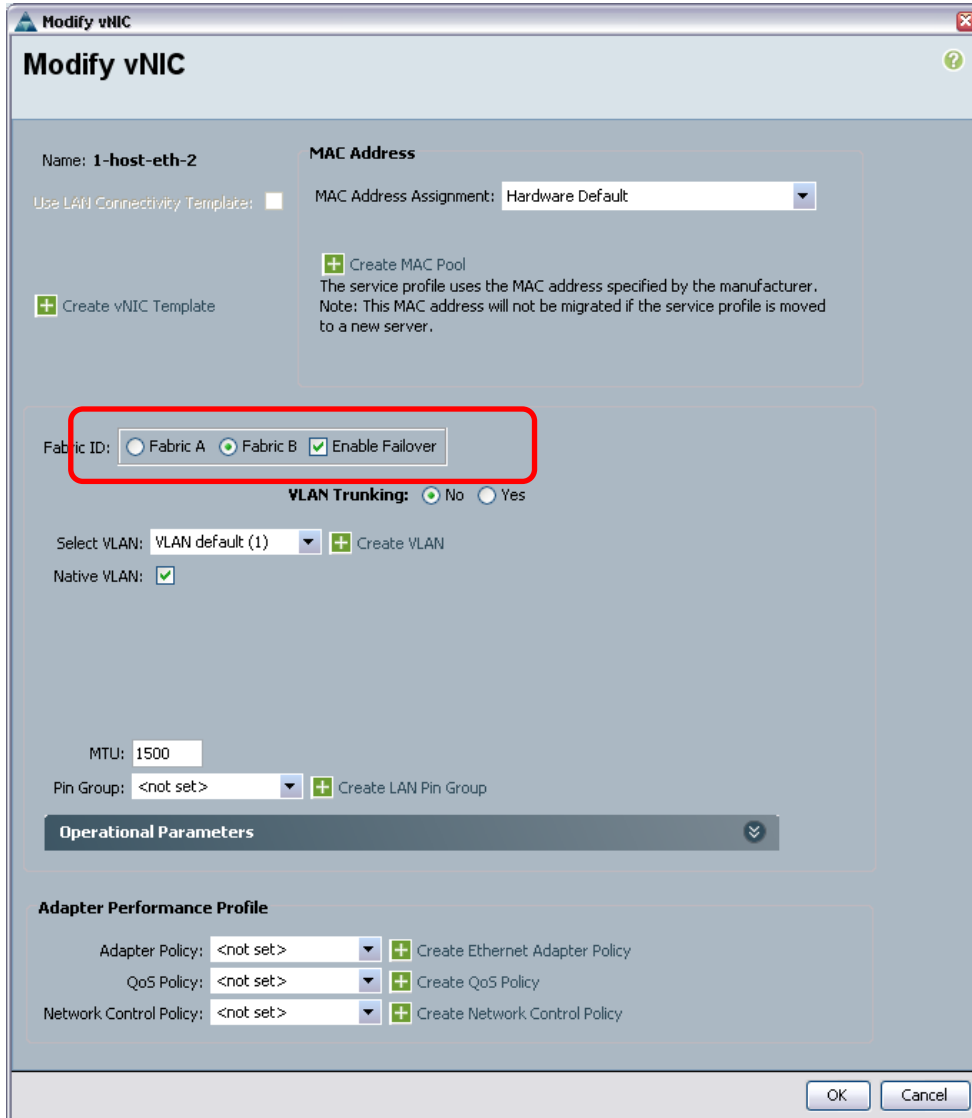 Modify vNIC
Modify vNIC
Name: 1-host-eth-2
Use LAN Connectivity Template:
Create vNIC Template
MAC Address
MAC Address Assignment: Hardware Default
Create MAC Pool
The service profile uses the MAC address specified by the manufacturer.
Note: This MAC address will not be migrated if the service profile is moved
to a new server.
Fabric ID: Fabric A Fabric B Enable Failover
VLAN Trunking: No Yes
Select VLAN: VLAN default (1) Create VLAN
Native VLAN:
MTU: 1500
Pin Group: <not set> Create LAN Pin Group
Operational Parameters
Adapter Performance Profile
Adapter Policy: <not set> Create Ethernet Adapter Policy
QoS Policy: <not set> Create QoS Policy
Network Control Policy: <not set> Create Network Control Policy
OK Cancel